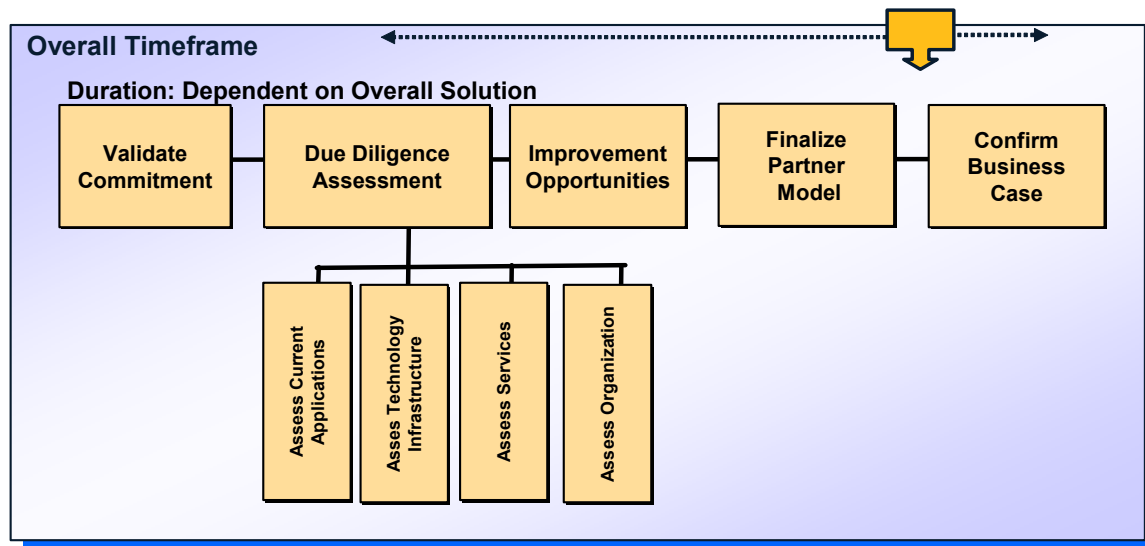 Overall Timeframe
Duration: Dependent on Overall Solution
Validate
Commitment
Due Diligence
Assessment
Improvement
Opportunities
Finalize
Partner
Model
Confirm
Business
Case
Assess Current
Applications
Asses Technology
Infrastructure
Assess Services
Assess Organization